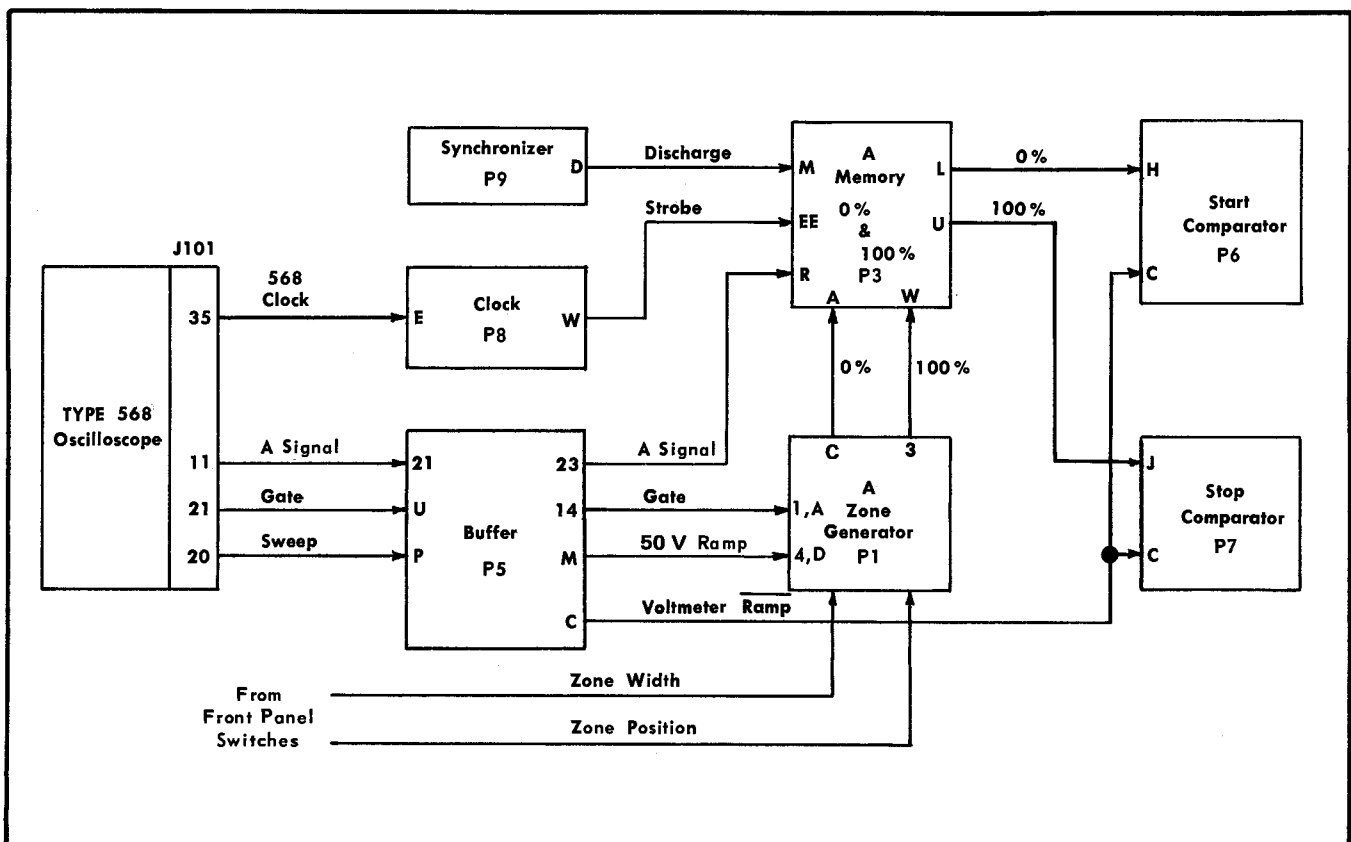 Synchronizer
P9
D
Discharge
M
A
Memory
0%
&
100%
P3
L
0%
H
Start
Comparator
P6
Strobe
EE
U
100%
J101
R
C
568
Clock
35
E
Clock
P8
W
A
W
0%
100%
TYPE 568
Oscilloscope
11
A Signal
21
23
A Signal
C
3
J
Stop
Comparator
P7
21
Gate
U
Buffer
P5
14
Gate
1,A
A
Zone
Generator
P1
20
Sweep
P
M
50 V Ramp
4,D
C
C
Voltmeter Ramp
From
Front Panel
Switches
Zone Width
Zone Position